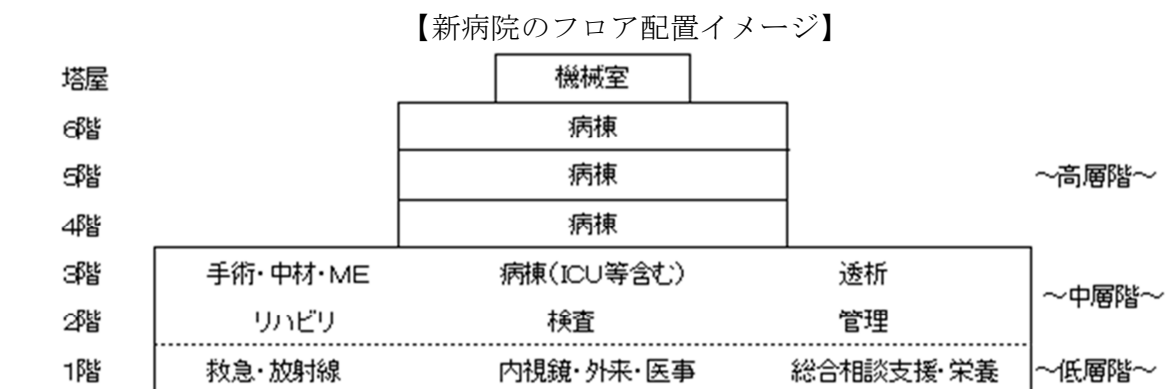 【新病院のフロア配置イメージ】
塔屋 機械室
6階 病棟
5階 病棟 ～高層階～
4階 病棟
3階 手術・中材・ME 病棟(ICU等含む) 透析
～中層階～
2階 リハビリ 検査 管理
1階 救急・放射線 内視鏡・外来・医事 総合相談支援・栄養 ～低層階～